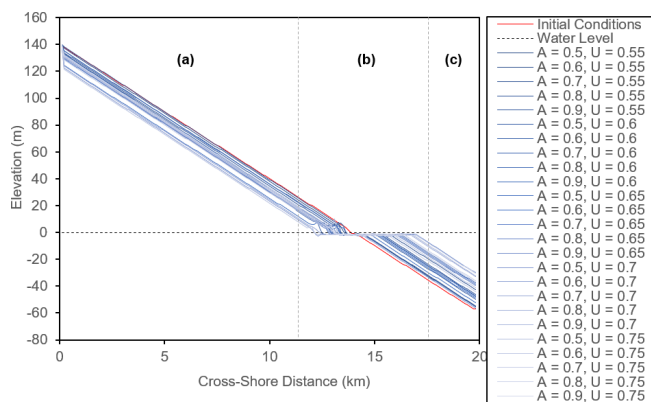 160
140
120
100
80
60
40
20
0
-20
-40
-60
-80
Elevation (m)
(a)
(b)
(c)
0
5
10
15
20
Cross-Shore Distance (km)
Initial Conditions
Water Level
A = 0.5, U = 0.55
A = 0.6, U = 0.55
A = 0.7, U = 0.55
A = 0.8, U = 0.55
A = 0.9, U = 0.55
A = 0.5, U = 0.6
A = 0.6, U = 0.6
A = 0.7, U = 0.6
A = 0.8, U = 0.6
A = 0.9, U = 0.6
A = 0.5, U = 0.65
A = 0.6, U = 0.65
A = 0.7, U = 0.65
A = 0.8, U = 0.65
A = 0.9, U = 0.65
A = 0.5, U = 0.7
A = 0.6, U = 0.7
A = 0.7, U = 0.7
A = 0.8, U = 0.7
A = 0.9, U = 0.7
A = 0.5, U = 0.75
A = 0.6, U = 0.75
A = 0.7, U = 0.75
A = 0.8, U = 0.75
A = 0.9, U = 0.75